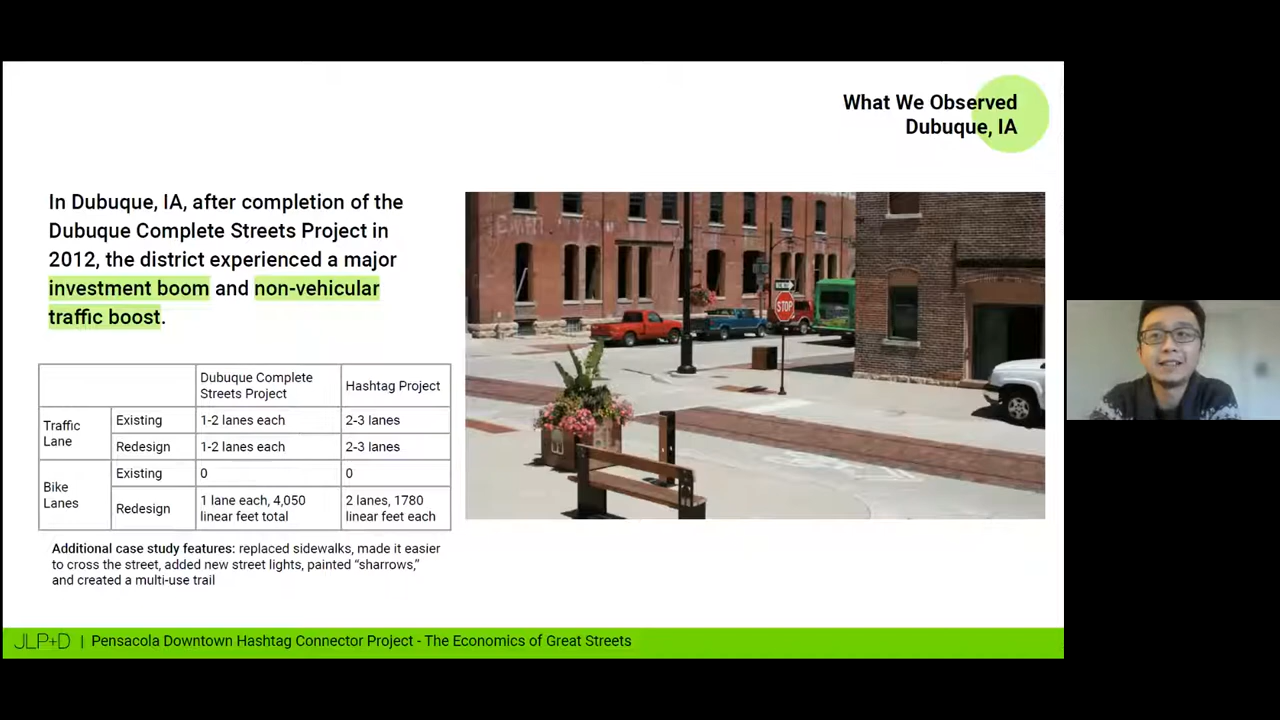 What We Observed
Dubuque, IA
In Dubuque, IA, after completion of the
Dubuque Complete Streets Project in
2012, the district experienced a major
investment boom and non-vehicular
traffic boost.
Dubuque Complete
Streets Project
Hashtag Project
Traffic
Lane
Existing
1-2 lanes each
2-3 lanes
Redesign
1-2 lanes each
2-3 lanes
Bike
Lanes
Existing
0
0
Redesign
1 lane each, 4,050
linear feet total
2 lanes, 1780
linear feet each
Additional case study features: replaced sidewalks, made it easier
to cross the street, added new street lights, painted “sharrows,”
and created a multi-use trail
STOP
JLP+D | Pensacola Downtown Hashtag Connector Project - The Economics of Great Streets